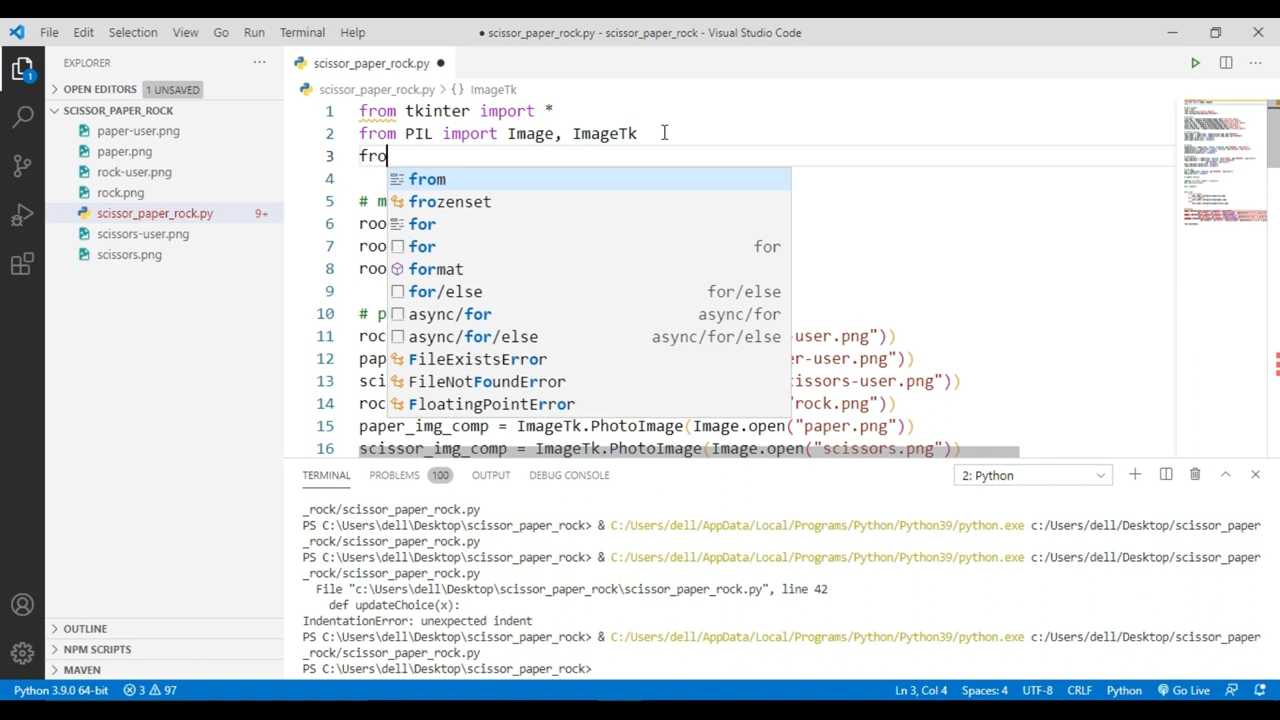 File Edit Selection View Go Run Terminal Help
● scissor_paper_rock.py - scissor_paper_rock - Visual Studio Code
EXPLORER
OPEN EDITORS 1 UNSAVED
SCISSOR_PAPER_ROCK
paper-user.png
paper.png
rock-user.png
rock.png
scissor_paper_rock.py 9+
scissors-user.png
scissors.png
OUTLINE
NPM SCRIPTS
MAVEN
1
scissor_paper_rock.py ●
scissor_paper_rock.py > {} ImageTk
1 from tkinter import *
2 from PIL import Image, ImageTk
3 fro
4
5 # m
6 roo
7 roo
8 roo
9
10 # p
11 roc -user.png"))
12 pap er-user.png"))
13 sci cissors-user.png"))
14 roc rock.png"))
15 paper_img_comp = ImageTk.PhotoImage(Image.open("paper.png"))
16 scissor_img_comp = ImageTk.PhotoImage(Image.open("scissors.png"))
from
frozenset
for
for for
format
for/else for/else
async/for async/for
async/for/else async/for/else
FileExistsError
FileNotFoundError
FloatingPointError
TERMINAL PROBLEMS 100 OUTPUT DEBUG CONSOLE 2: Python
_rock/scissor_paper_rock.py
PS C:\Users\dell\Desktop\scissor_paper_rock> & C:/Users/dell/AppData/Local/Programs/Python/Python39/python.exe c:/Users/dell/Desktop/scissor_paper
_rock/scissor_paper_rock.py
PS C:\Users\dell\Desktop\scissor_paper_rock> & C:/Users/dell/AppData/Local/Programs/Python/Python39/python.exe c:/Users/dell/Desktop/scissor_paper
_rock/scissor_paper_rock.py
File "c:\Users\dell\Desktop\scissor_paper_rock\scissor_paper_rock.py", line 42
def updateChoice(x):
IndentationError: unexpected indent
PS C:\Users\dell\Desktop\scissor_paper_rock> & C:/Users/dell/AppData/Local/Programs/Python/Python39/python.exe c:/Users/dell/Desktop/scissor_paper
_rock/scissor_paper_rock.py
PS C:\Users\dell\Desktop\scissor_paper_rock>
Python 3.9.0 64-bit 3 97 Ln 3, Col 4 Spaces: 4 UTF-8 CRLF Python Go Live